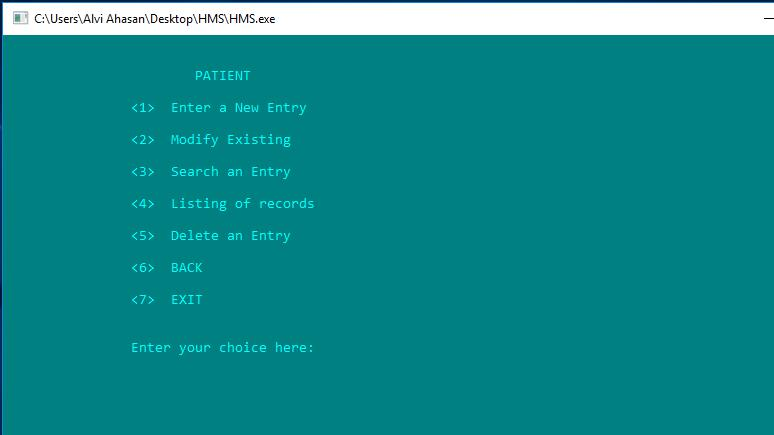 C:\Users\Alvi Ahasan\Desktop\HMS\HMS.exe
PATIENT
<1> Enter a New Entry
<2> Modify Existing
<3> Search an Entry
<4> Listing of records
<5> Delete an Entry
<6> BACK
<7> EXIT
Enter your choice here: